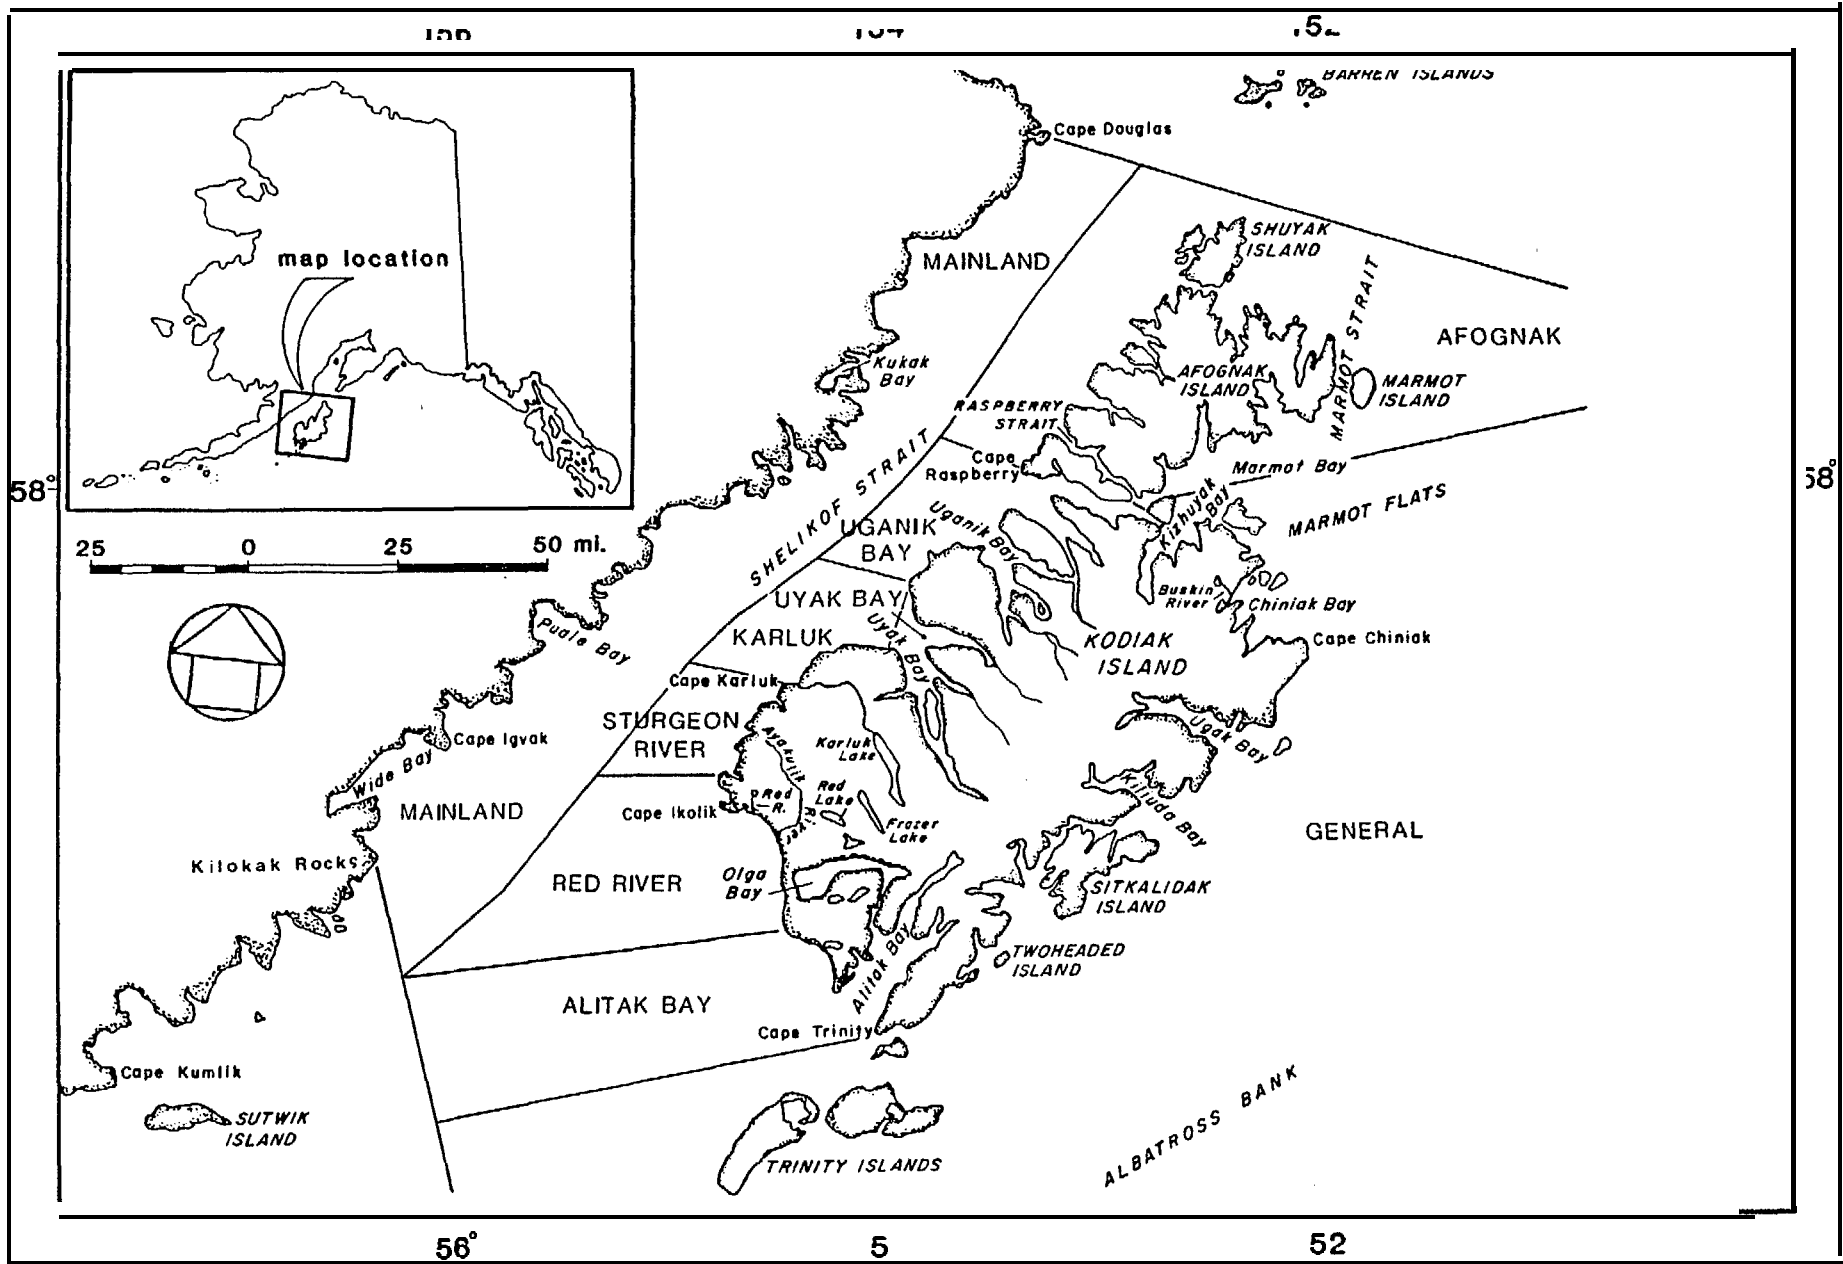 BARREN ISLANDS
Cape Douglas
SHUYAK
ISLAND
map location
MAINLAND
MARMOT STRAIT
AFOGNAK
Kukak
Bay
AFOGNAK
ISLAND
MARMOT
ISLAND
RASPBERRY
STRAIT
Cape
Raspberry
Marmot Bay
58°
58°
SHELIKOF STRAIT
Kizhuyak
Bay
MARMOT FLATS
Uganik Bay
UGANIK
BAY
25 0 25 50 mi.
UYAK BAY
Buskin
River
Chiniak Bay
Puale Bay
KARLUK
Uyak
Bay
KODIAK
ISLAND
Cape Chiniak
Cape Karluk
STURGEON
RIVER
Cape Igvak
Ayakulik
River
Karluk
Lake
Ugak Bay
Wide Bay
Red
R.
Red
Lake
Kiliuda Bay
MAINLAND
Cape Ikolik
Frazer
Lake
GENERAL
Kilokak Rocks
RED RIVER
Olga
Bay
SITKALIDAK
ISLAND
Alitak Bay
TWOHEADED
ISLAND
ALITAK BAY
Cape Trinity
Cape Kumlik
SUTWIK
ISLAND
TRINITY ISLANDS
ALBATROSS BANK
56°
5
52